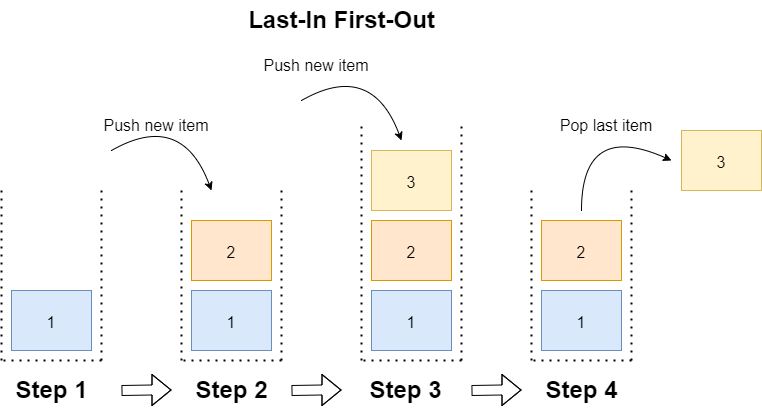 Last-In First-Out
Push new item
Push new item
Pop last item
3
3
2
2
2
1
1
1
1
Step 1
Step 2
Step 3
Step 4